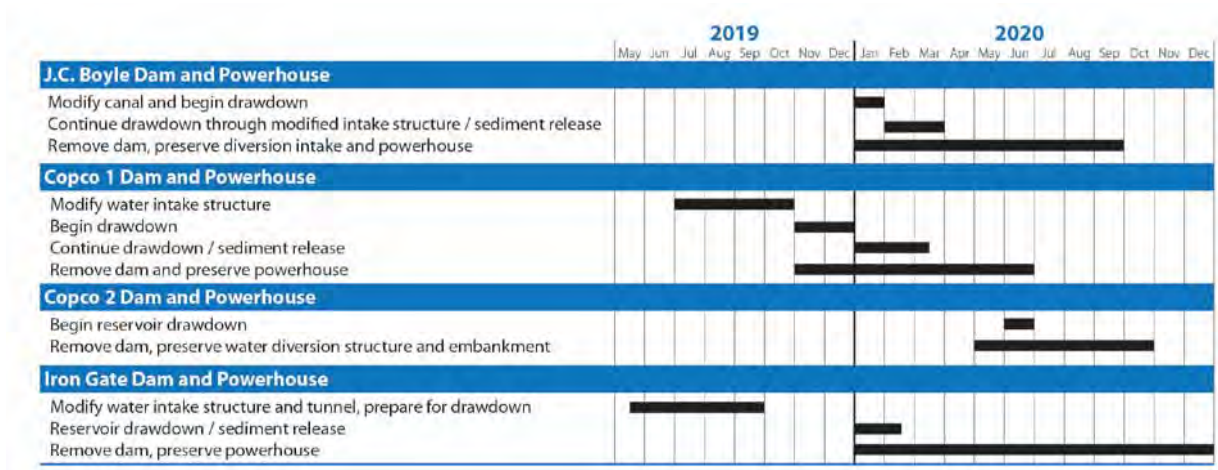 2019 2020
May Jun Jul Aug Sep Oct Nov Dec Jan Feb Mar Apr May Jun Jul Aug Sep Oct Nov Dec
J.C. Boyle Dam and Powerhouse
Modify canal and begin drawdown
Continue drawdown through modified intake structure / sediment release
Remove dam, preserve diversion intake and powerhouse
Copco 1 Dam and Powerhouse
Modify water intake structure
Begin drawdown
Continue drawdown / sediment release
Remove dam and preserve powerhouse
Copco 2 Dam and Powerhouse
Begin reservoir drawdown
Remove dam, preserve water diversion structure and embankment
Iron Gate Dam and Powerhouse
Modify water intake structure and tunnel, prepare for drawdown
Reservoir drawdown / sediment release
Remove dam, preserve powerhouse